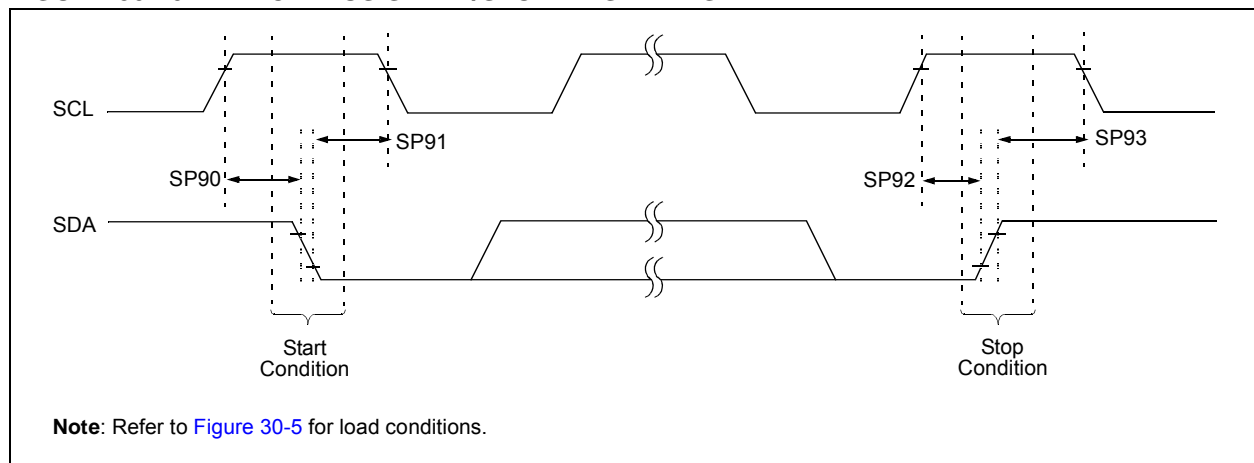 SCL
SP91
SP93
SP90
SP92
SDA
Start
Condition
Stop
Condition
Note: Refer to Figure 30-5 for load conditions.